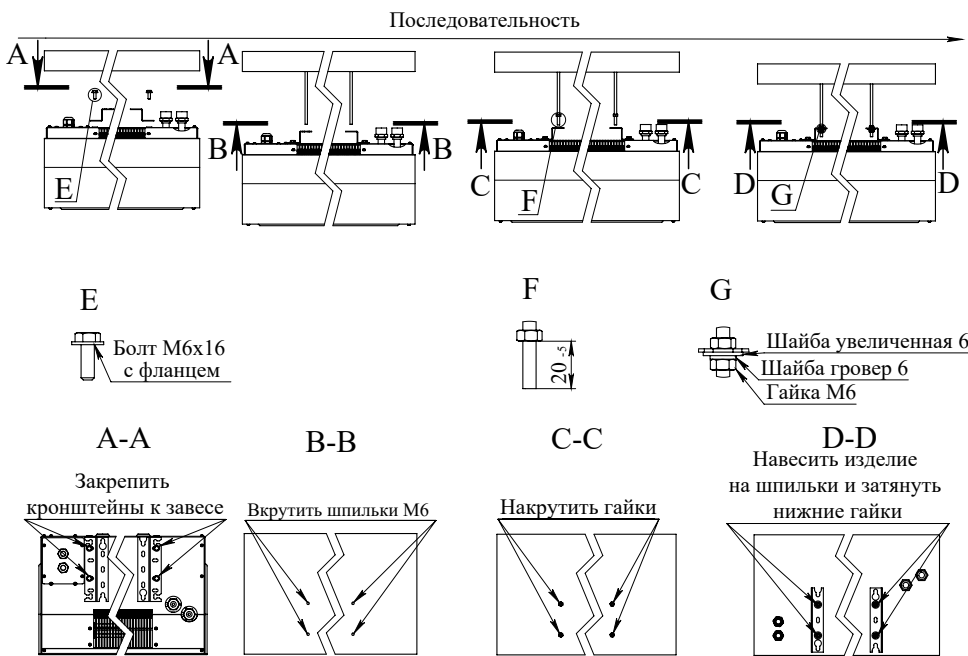 Последовательность
A
A
B
B
C
C
D
D
E
F
G
E
Болт М6х16
с фланцем
F
20 -5
G
Шайба увеличенная 6
Шайба гровер 6
Гайка М6
A-A
Закрепить
кронштейны к завесе
B-B
Вкрутить шпильки М6
C-C
Накрутить гайки
D-D
Навесить изделие
на шпильки и затянуть
нижние гайки